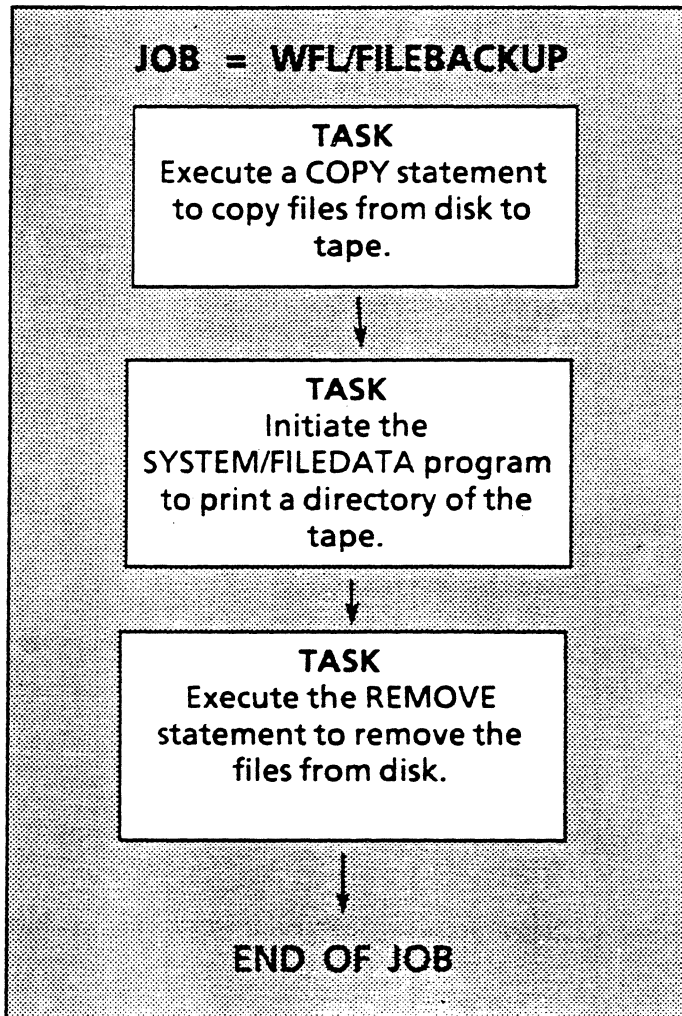 JOB = WFL/FILEBACKUP
TASK
Execute a COPY statement
to copy files from disk to
tape.
TASK
Initiate the
SYSTEM/FILEDATA program
to print a directory of the
tape.
TASK
Execute the REMOVE
statement to remove the
files from disk.
END OF JOB